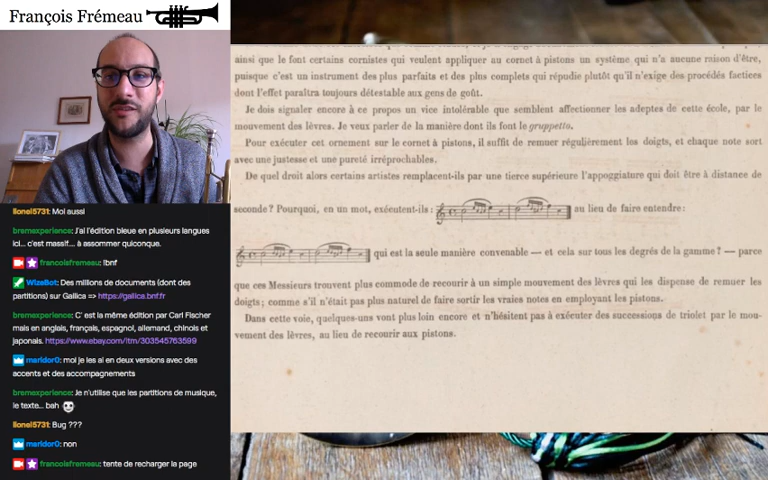 François Frémeau
lionel5731: Moi aussi
bremexperience: J'ai l'édition bleue en plusieurs langues
ici... c'est massif... à assommer quiconque.
francoisfremeau: !bnf
WizeBot: Des millions de documents (dont des
partitions) sur Gallica => https://gallica.bnf.fr
bremexperience: C' est la même édition par Carl Fischer
mais en anglais, français, espagnol, allemand, chinois et
japonais. https://www.ebay.com/itm/303545763599
maridor0: moi je les ai en deux versions avec des
accents et des accompagnements
bremexperience: Je n'utilise que les partitions de musique,
le texte... bah
lionel5731: Bug ???
maridor0: non
francoisfremeau: tente de recharger la page
ainsi que le font certains cornistes qui veulent appliquer au cornet à pistons un système qui n'a aucune raison d'être,
puisque c'est un instrument des plus parfaits et des plus complets qui répudie plutôt qu'il n'exige des procédés factices
dont l'effet paraîtra toujours détestable aux gens de goût.
Je dois signaler encore à ce propos un vice intolérable que semblent affectionner les adeptes de cette école, par le
mouvement des lèvres. Je veux parler de la manière dont ils font le gruppetto.
Pour exécuter cet ornement sur le cornet à pistons, il suffit de remuer régulièrement les doigts, et chaque note sort
avec une justesse et une pureté irréprochables.
De quel droit alors certains artistes remplacent-ils par une tierce supérieure l'appoggiature qui doit être à distance de
seconde ? Pourquoi, en un mot, exécutent-ils : au lieu de faire entendre :
qui est la seule manière convenable — et cela sur tous les degrés de la gamme ? — parce
que ces Messieurs trouvent plus commode de recourir à un simple mouvement des lèvres qui les dispense de remuer les
doigts ; comme s'il n'était pas plus naturel de faire sortir les vraies notes en employant les pistons.
Dans cette voie, quelques-uns vont plus loin encore et n'hésitent pas à exécuter des successions de triolet par le mou-
vement des lèvres, au lieu de recourir aux pistons.